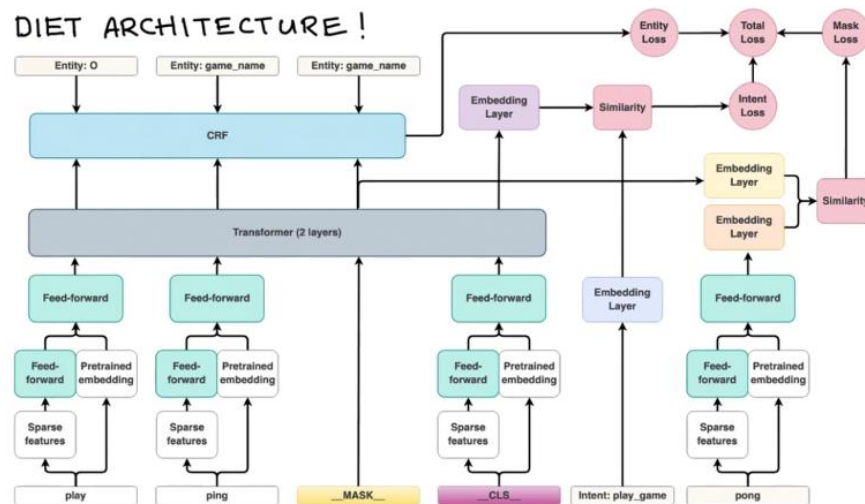 DIET ARCHITECTURE!
Entity Loss
Total Loss
Mask Loss
Entity: O
Entity: game_name
Entity: game_name
Embedding Layer
Similarity
Intent Loss
CRF
Embedding Layer
Similarity
Transformer (2 layers)
Embedding Layer
Feed-forward
Feed-forward
Feed-forward
Embedding Layer
Feed-forward
Feed-forward
Pretrained embedding
Feed-forward
Pretrained embedding
Feed-forward
Pretrained embedding
Feed-forward
Pretrained embedding
Sparse features
Sparse features
Sparse features
Sparse features
play
ping
__MASK__
__CLS__
Intent: play_game
pong